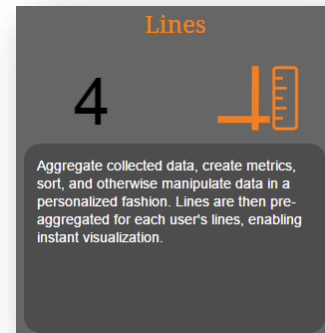 Lines
4
Aggregate collected data, create metrics,
sort, and otherwise manipulate data in a
personalized fashion. Lines are then pre-
aggregated for each user's lines, enabling
instant visualization.